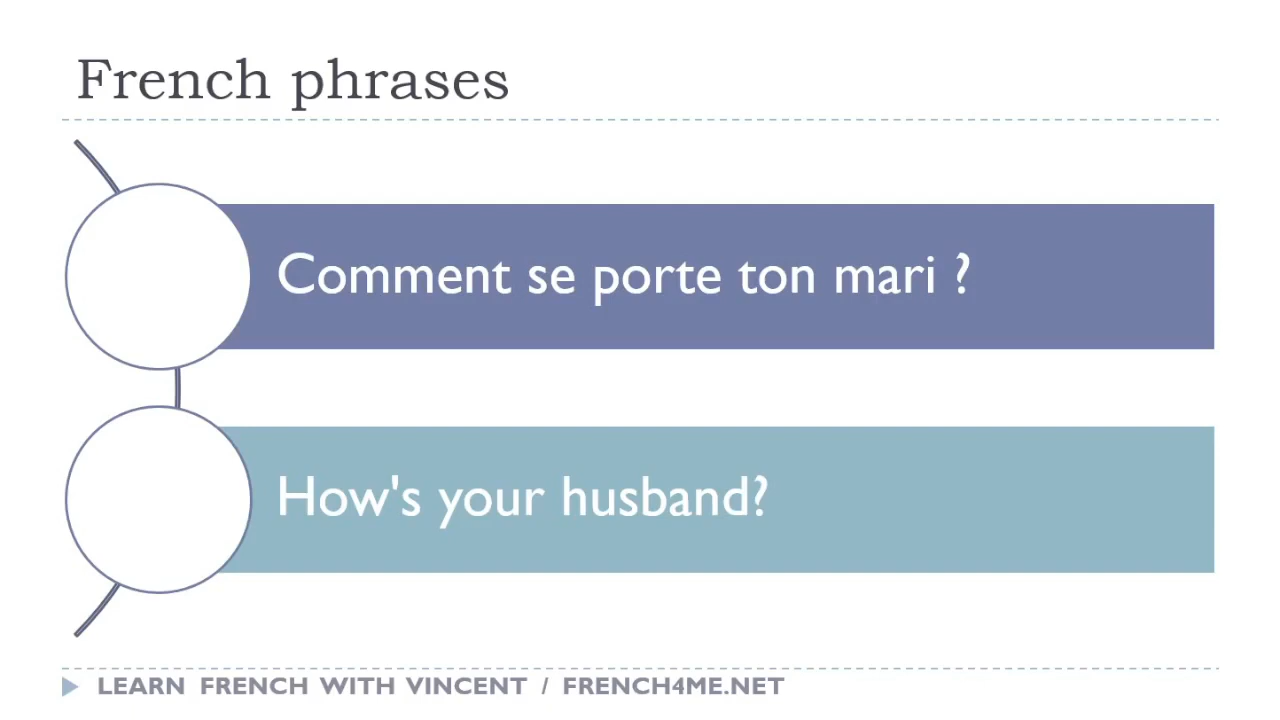 French phrases
Comment se porte ton mari ?
How's your husband?
LEARN FRENCH WITH VINCENT / FRENCH4ME.NET